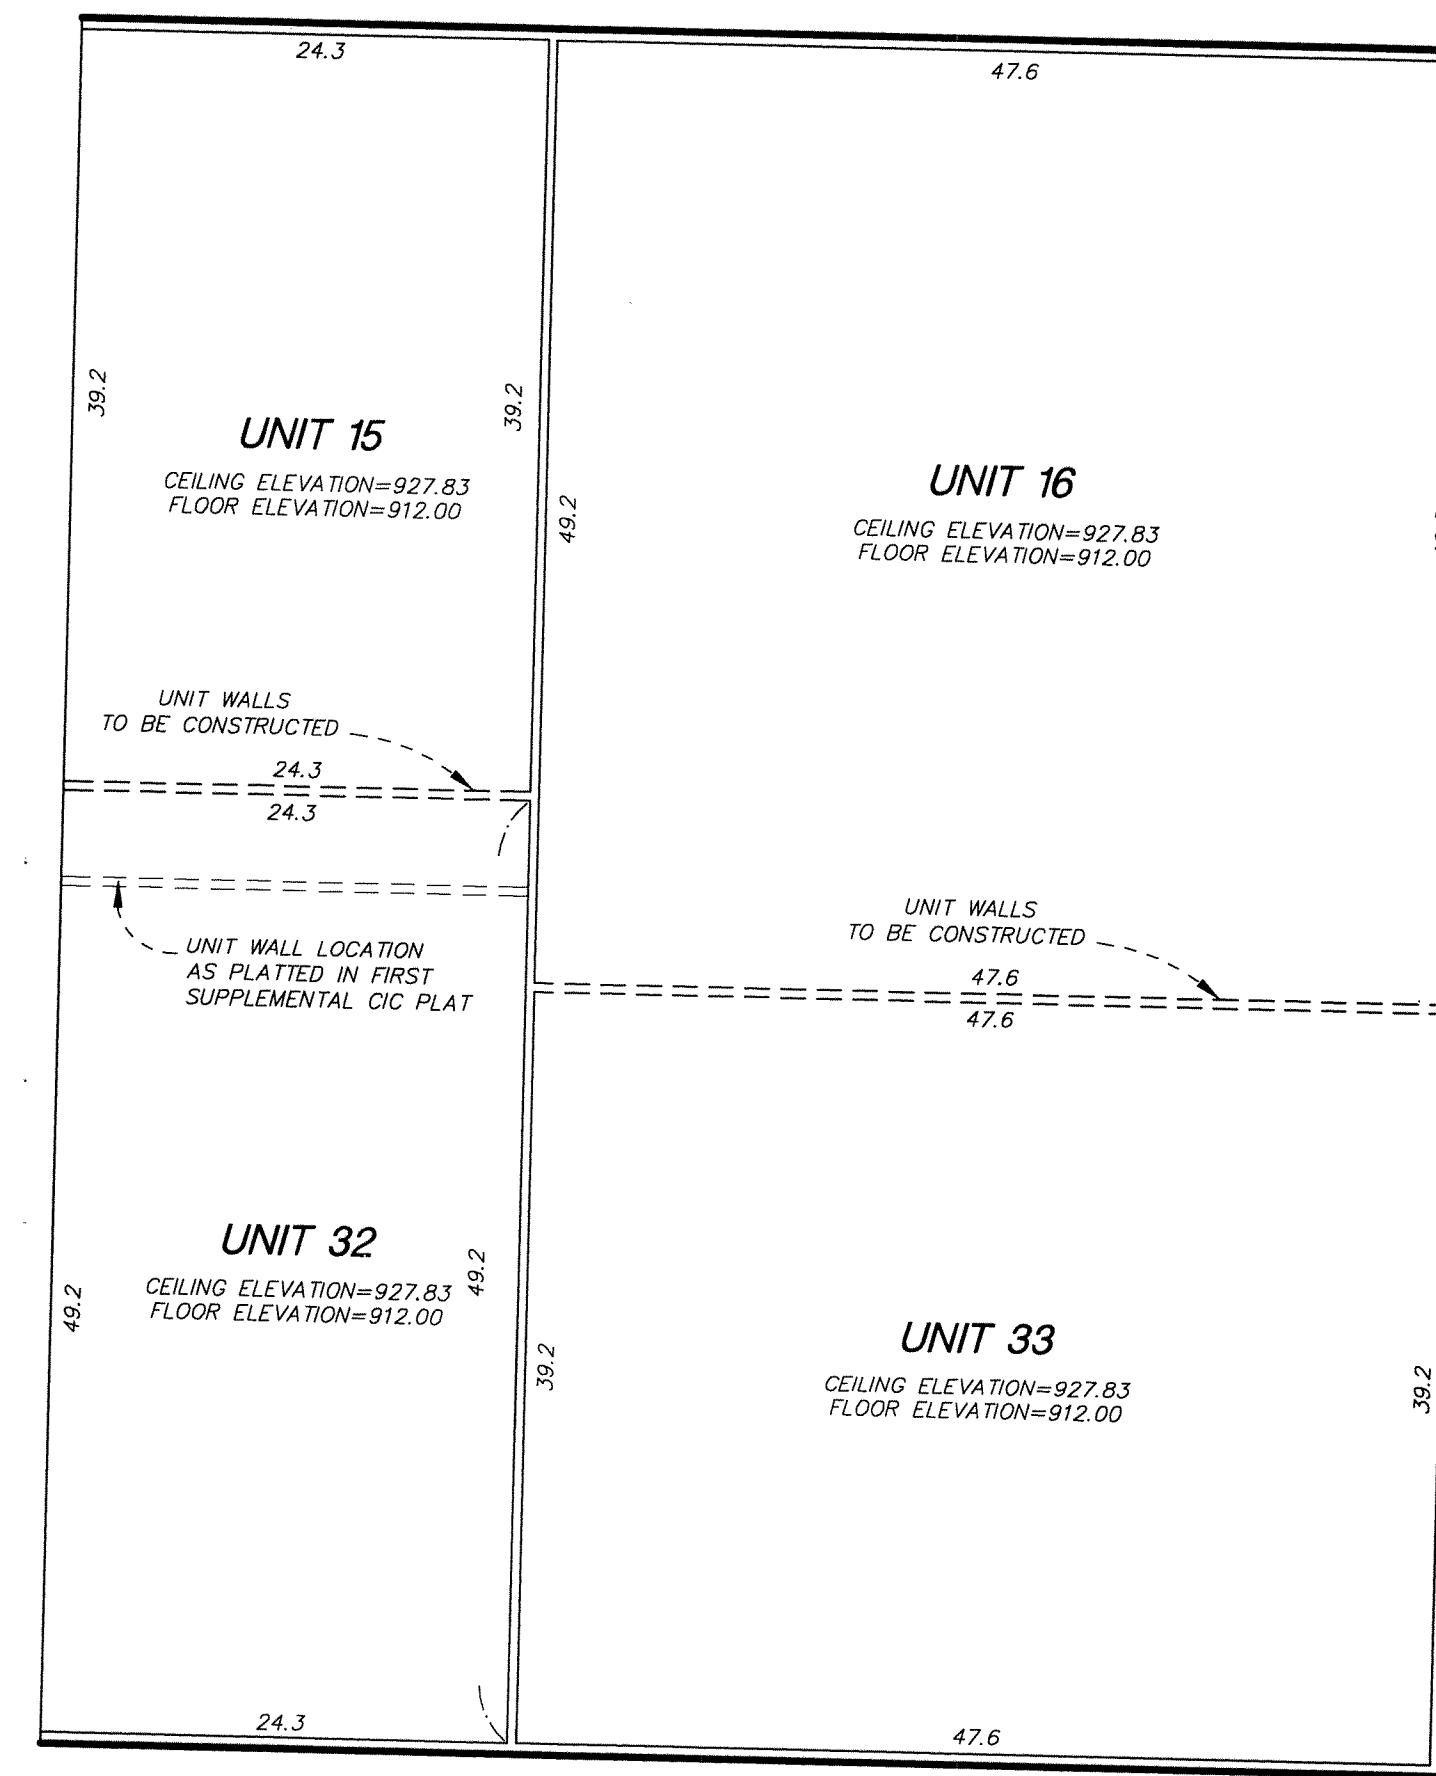 24.3
47.6
39.2
39.2
UNIT 15
CEILING ELEVATION=927.83
FLOOR ELEVATION=912.00
49.2
UNIT 16
CEILING ELEVATION=927.83
FLOOR ELEVATION=912.00
UNIT WALLS
TO BE CONSTRUCTED
24.3
24.3
UNIT WALL LOCATION
AS PLATTED IN FIRST
SUPPLEMENTAL CIC PLAT
UNIT WALLS
TO BE CONSTRUCTED
47.6
47.6
UNIT 32
CEILING ELEVATION=927.83
FLOOR ELEVATION=912.00
49.2
49.2
39.2
UNIT 33
CEILING ELEVATION=927.83
FLOOR ELEVATION=912.00
39.2
24.3
47.6